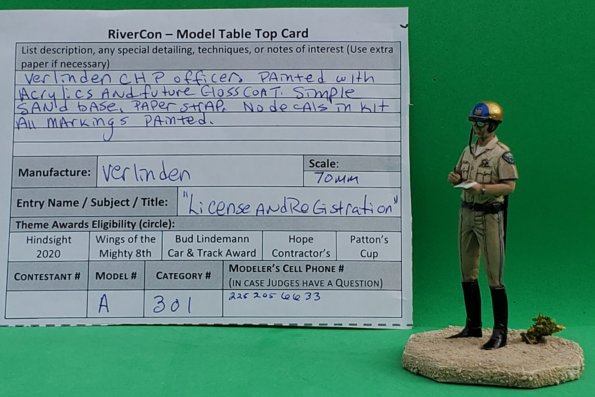 RiverCon – Model Table Top Card
List description, any special detailing, techniques, or notes of interest (Use extra
paper if necessary)
Verlinden CHP officer, Painted with
Acrylics and future Glosscoat. Simple
Sand base, Paper strap. No decals in kit
All markings painted.
Manufacture: Verlinden Scale: 70mm
Entry Name / Subject / Title: "License and Registration"
Theme Awards Eligibility (circle):
Hindsight 2020 Wings of the Mighty 8th Bud Lindemann Car & Track Award Hope Contractor's Patton's Cup
Contestant # Model # Category # Modeler's Cell Phone #
(in case judges have a question)
A 301 225 205 6633